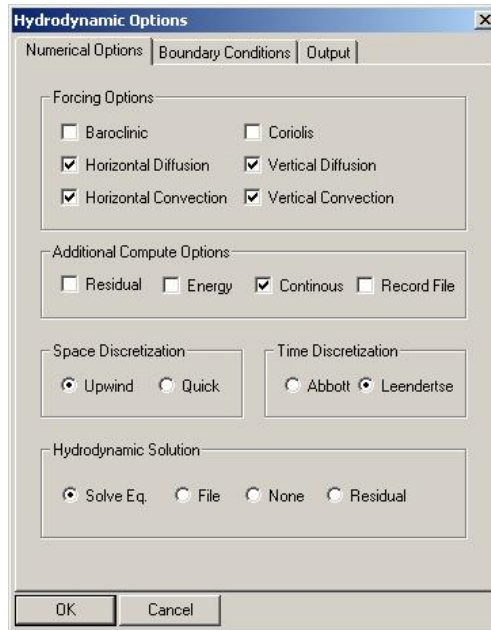 Hydrodynamic Options
Numerical Options Boundary Conditions Output
Forcing Options
Baroclinic Coriolis
Horizontal Diffusion Vertical Diffusion
Horizontal Convection Vertical Convection
Additional Compute Options
Residual Energy Continous Record File
Space Discretization Time Discretization
Upwind Quick Abbott Leendertse
Hydrodynamic Solution
Solve Eq. File None Residual
OK Cancel